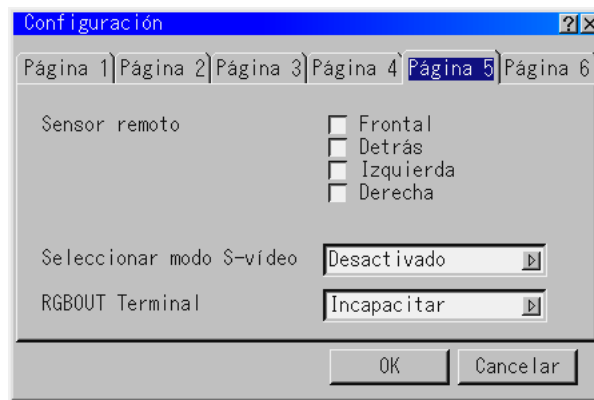 Configuración ? ×
Página 1 Página 2 Página 3 Página 4 Página 5 Página 6
Sensor remoto Frontal
Detrás
Izquierda
Derecha
Seleccionar modo S-vídeo Desactivado
RGBOUT Terminal Incapacitar
OK Cancelar